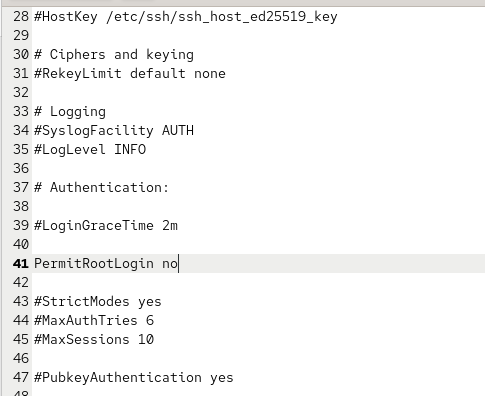 28 #HostKey /etc/ssh/ssh_host_ed25519_key
29
30 # Ciphers and keying
31 #RekeyLimit default none
32
33 # Logging
34 #SyslogFacility AUTH
35 #LogLevel INFO
36
37 # Authentication:
38
39 #LoginGraceTime 2m
40
41 PermitRootLogin no
42
43 #StrictModes yes
44 #MaxAuthTries 6
45 #MaxSessions 10
46
47 #PubkeyAuthentication yes
48